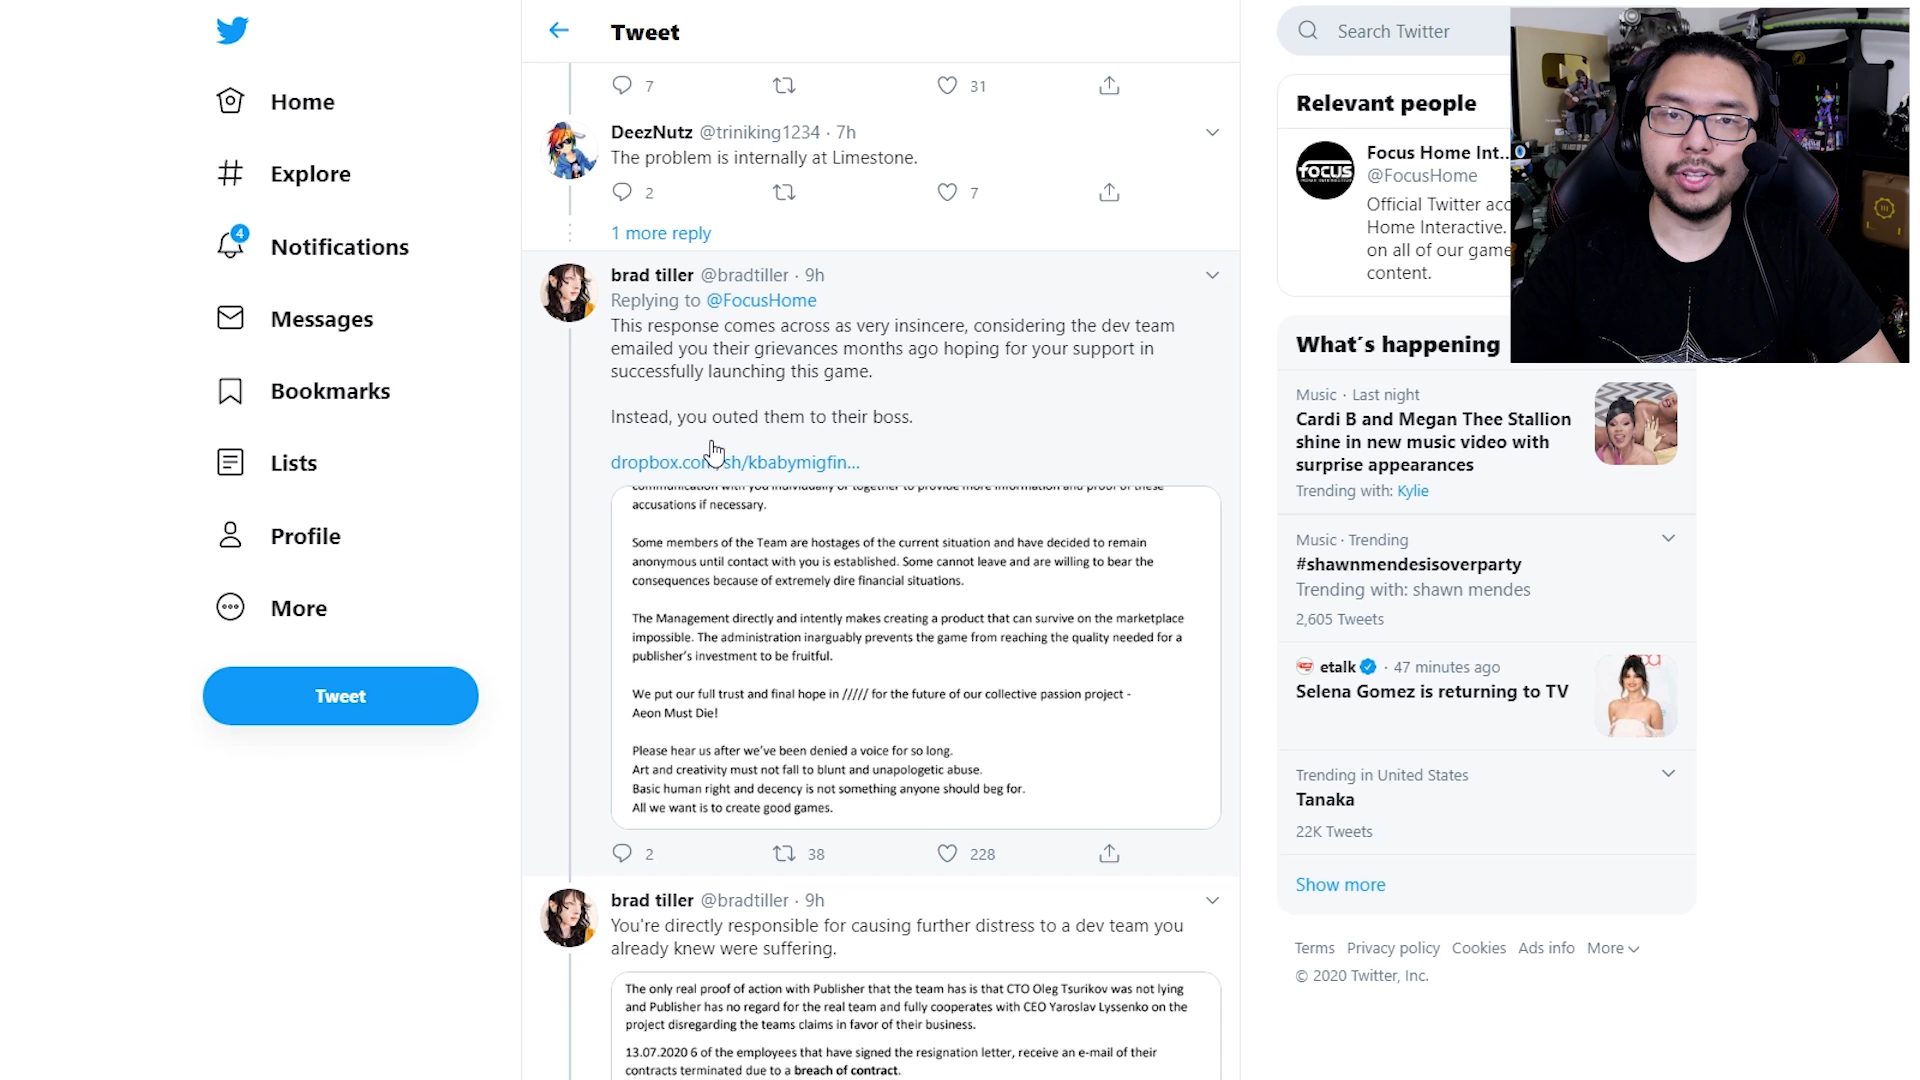 Home
Explore
4
Notifications
Messages
Bookmarks
Lists
Profile
More
Tweet
Tweet
7
31
DeezNutz @triniking1234 · 7h
The problem is internally at Limestone.
2
7
1 more reply
brad tiller @bradtiller · 9h
Replying to @FocusHome
This response comes across as very insincere, considering the dev team
emailed you their grievances months ago hoping for your support in
successfully launching this game.
Instead, you outed them to their boss.
dropbox.com/sh/kbabymigfin...
communication with you individually or together to provide more information and proof of these
accusations if necessary.
Some members of the Team are hostages of the current situation and have decided to remain
anonymous until contact with you is established. Some cannot leave and are willing to bear the
consequences because of extremely dire financial situations.
The Management directly and intently makes creating a product that can survive on the marketplace
impossible. The administration inarguably prevents the game from reaching the quality needed for a
publisher's investment to be fruitful.
We put our full trust and final hope in ///// for the future of our collective passion project -
Aeon Must Die!
Please hear us after we've been denied a voice for so long.
Art and creativity must not fall to blunt and unapologetic abuse.
Basic human right and decency is not something anyone should beg for.
All we want is to create good games.
2
38
228
brad tiller @bradtiller · 9h
You're directly responsible for causing further distress to a dev team you
already knew were suffering.
The only real proof of action with Publisher that the team has is that CTO Oleg Tsurikov was not lying
and Publisher has no regard for the real team and fully cooperates with CEO Yaroslav Lyssenko on the
project disregarding the teams claims in favor of their business.
13.07.2020 6 of the employees that have signed the resignation letter, receive an e-mail of their
contracts terminated due to a breach of contract.
Search Twitter
Relevant people
FOCUS
Focus Home Int...
@FocusHome
Official Twitter acc
Home Interactive.
on all of our game
content.
What's happening
Music · Last night
Cardi B and Megan Thee Stallion
shine in new music video with
surprise appearances
Trending with: Kylie
Music · Trending
#shawnmendesisoverparty
Trending with: shawn mendes
2,605 Tweets
etalk · 47 minutes ago
Selena Gomez is returning to TV
Trending in United States
Tanaka
22K Tweets
Show more
Terms Privacy policy Cookies Ads info More
© 2020 Twitter, Inc.